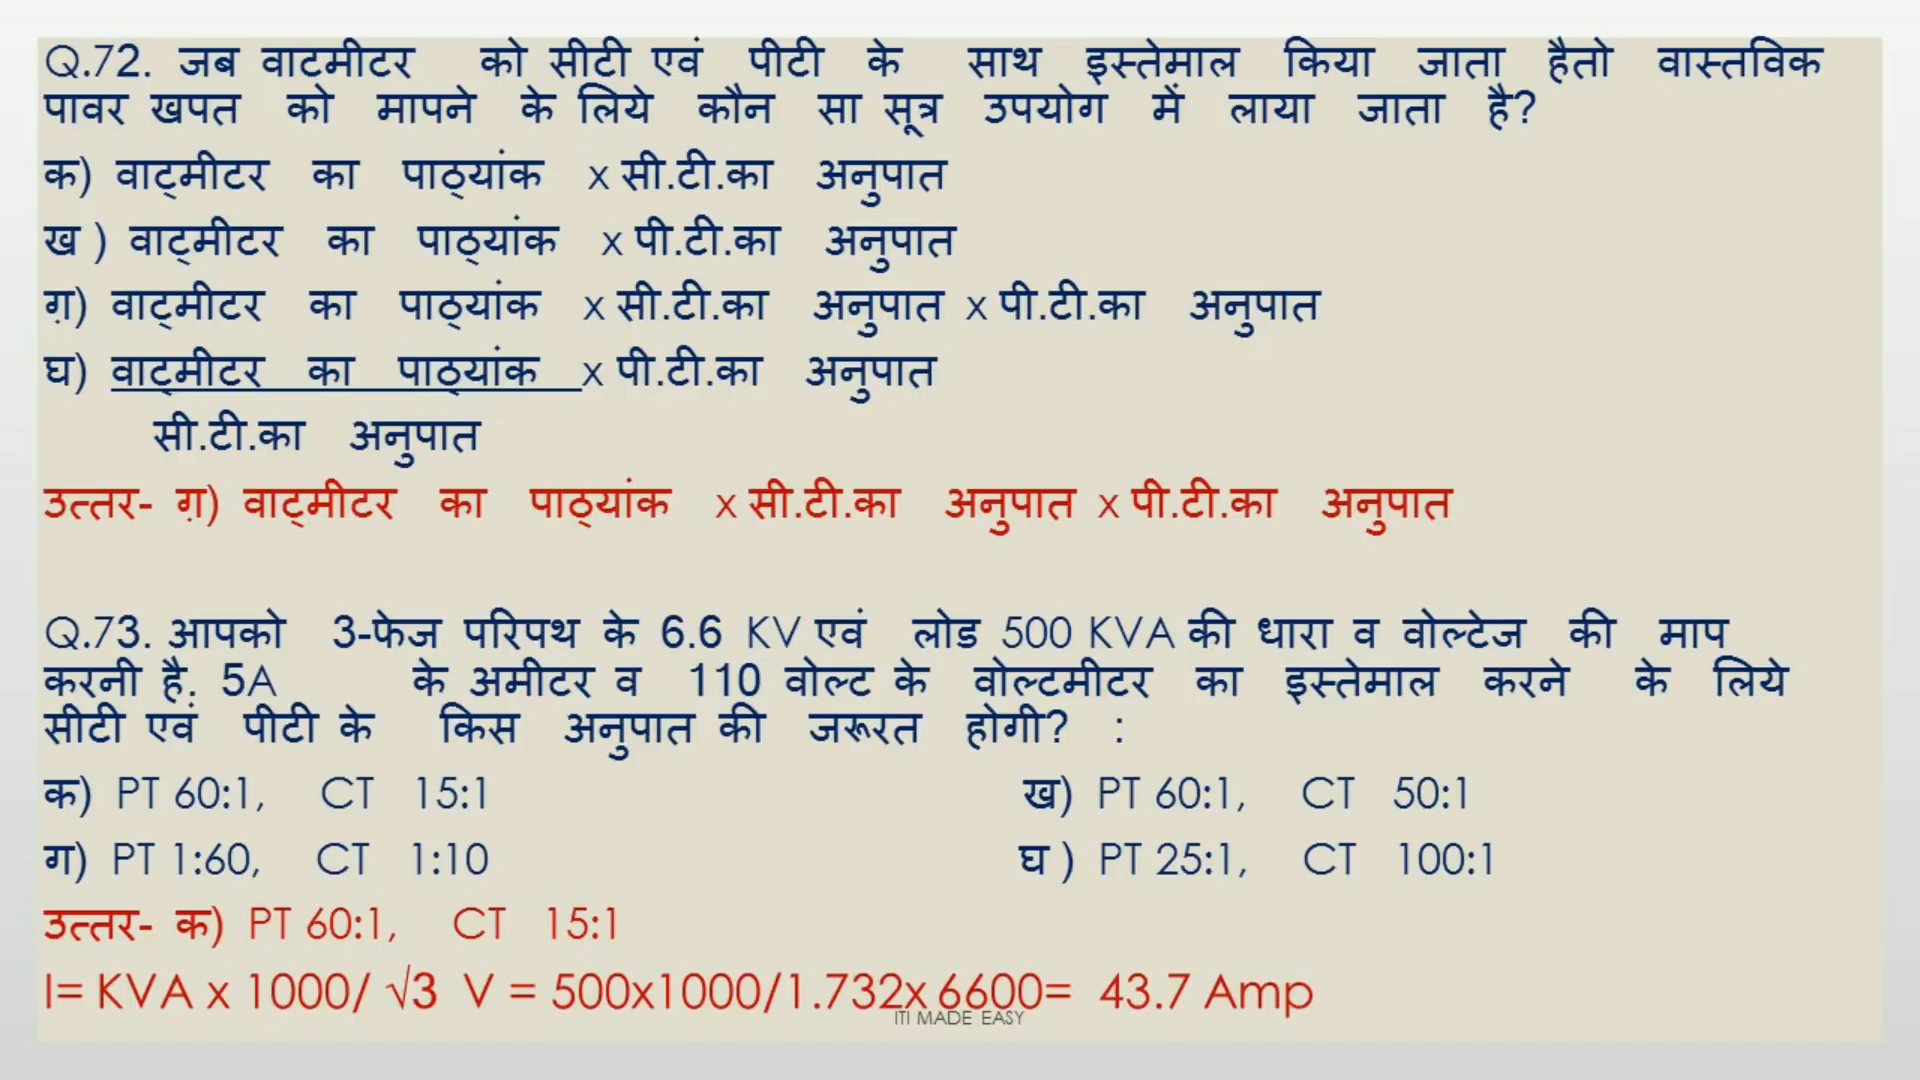 Q.72. जब वाटमीटर को सीटी एवं पीटी के साथ इस्तेमाल किया जाता हैतो वास्तविक
पावर खपत को मापने के लिये कौन सा सूत्र उपयोग में लाया जाता है?
क) वाट्मीटर का पाठ्यांक x सी.टी.का अनुपात
ख ) वाट्मीटर का पाठ्यांक x पी.टी.का अनुपात
ग़) वाट्मीटर का पाठ्यांक x सी.टी.का अनुपात x पी.टी.का अनुपात
घ) वाट्मीटर का पाठ्यांक x पी.टी.का अनुपात
सी.टी.का अनुपात
उत्तर- ग़) वाट्मीटर का पाठ्यांक x सी.टी.का अनुपात x पी.टी.का अनुपात
Q.73. आपको 3-फेज परिपथ के 6.6 KV एवं लोड 500 KVA की धारा व वोल्टेज की माप
करनी है. 5A के अमीटर व 110 वोल्ट के वोल्टमीटर का इस्तेमाल करने के लिये
सीटी एवं पीटी के किस अनुपात की जरूरत होगी? :
क) PT 60:1, CT 15:1 ख) PT 60:1, CT 50:1
ग) PT 1:60, CT 1:10 घ ) PT 25:1, CT 100:1
उत्तर- क) PT 60:1, CT 15:1
I= KVA x 1000/ √3 V = 500x1000/1.732x 6600= 43.7 Amp
ITI MADE EASY